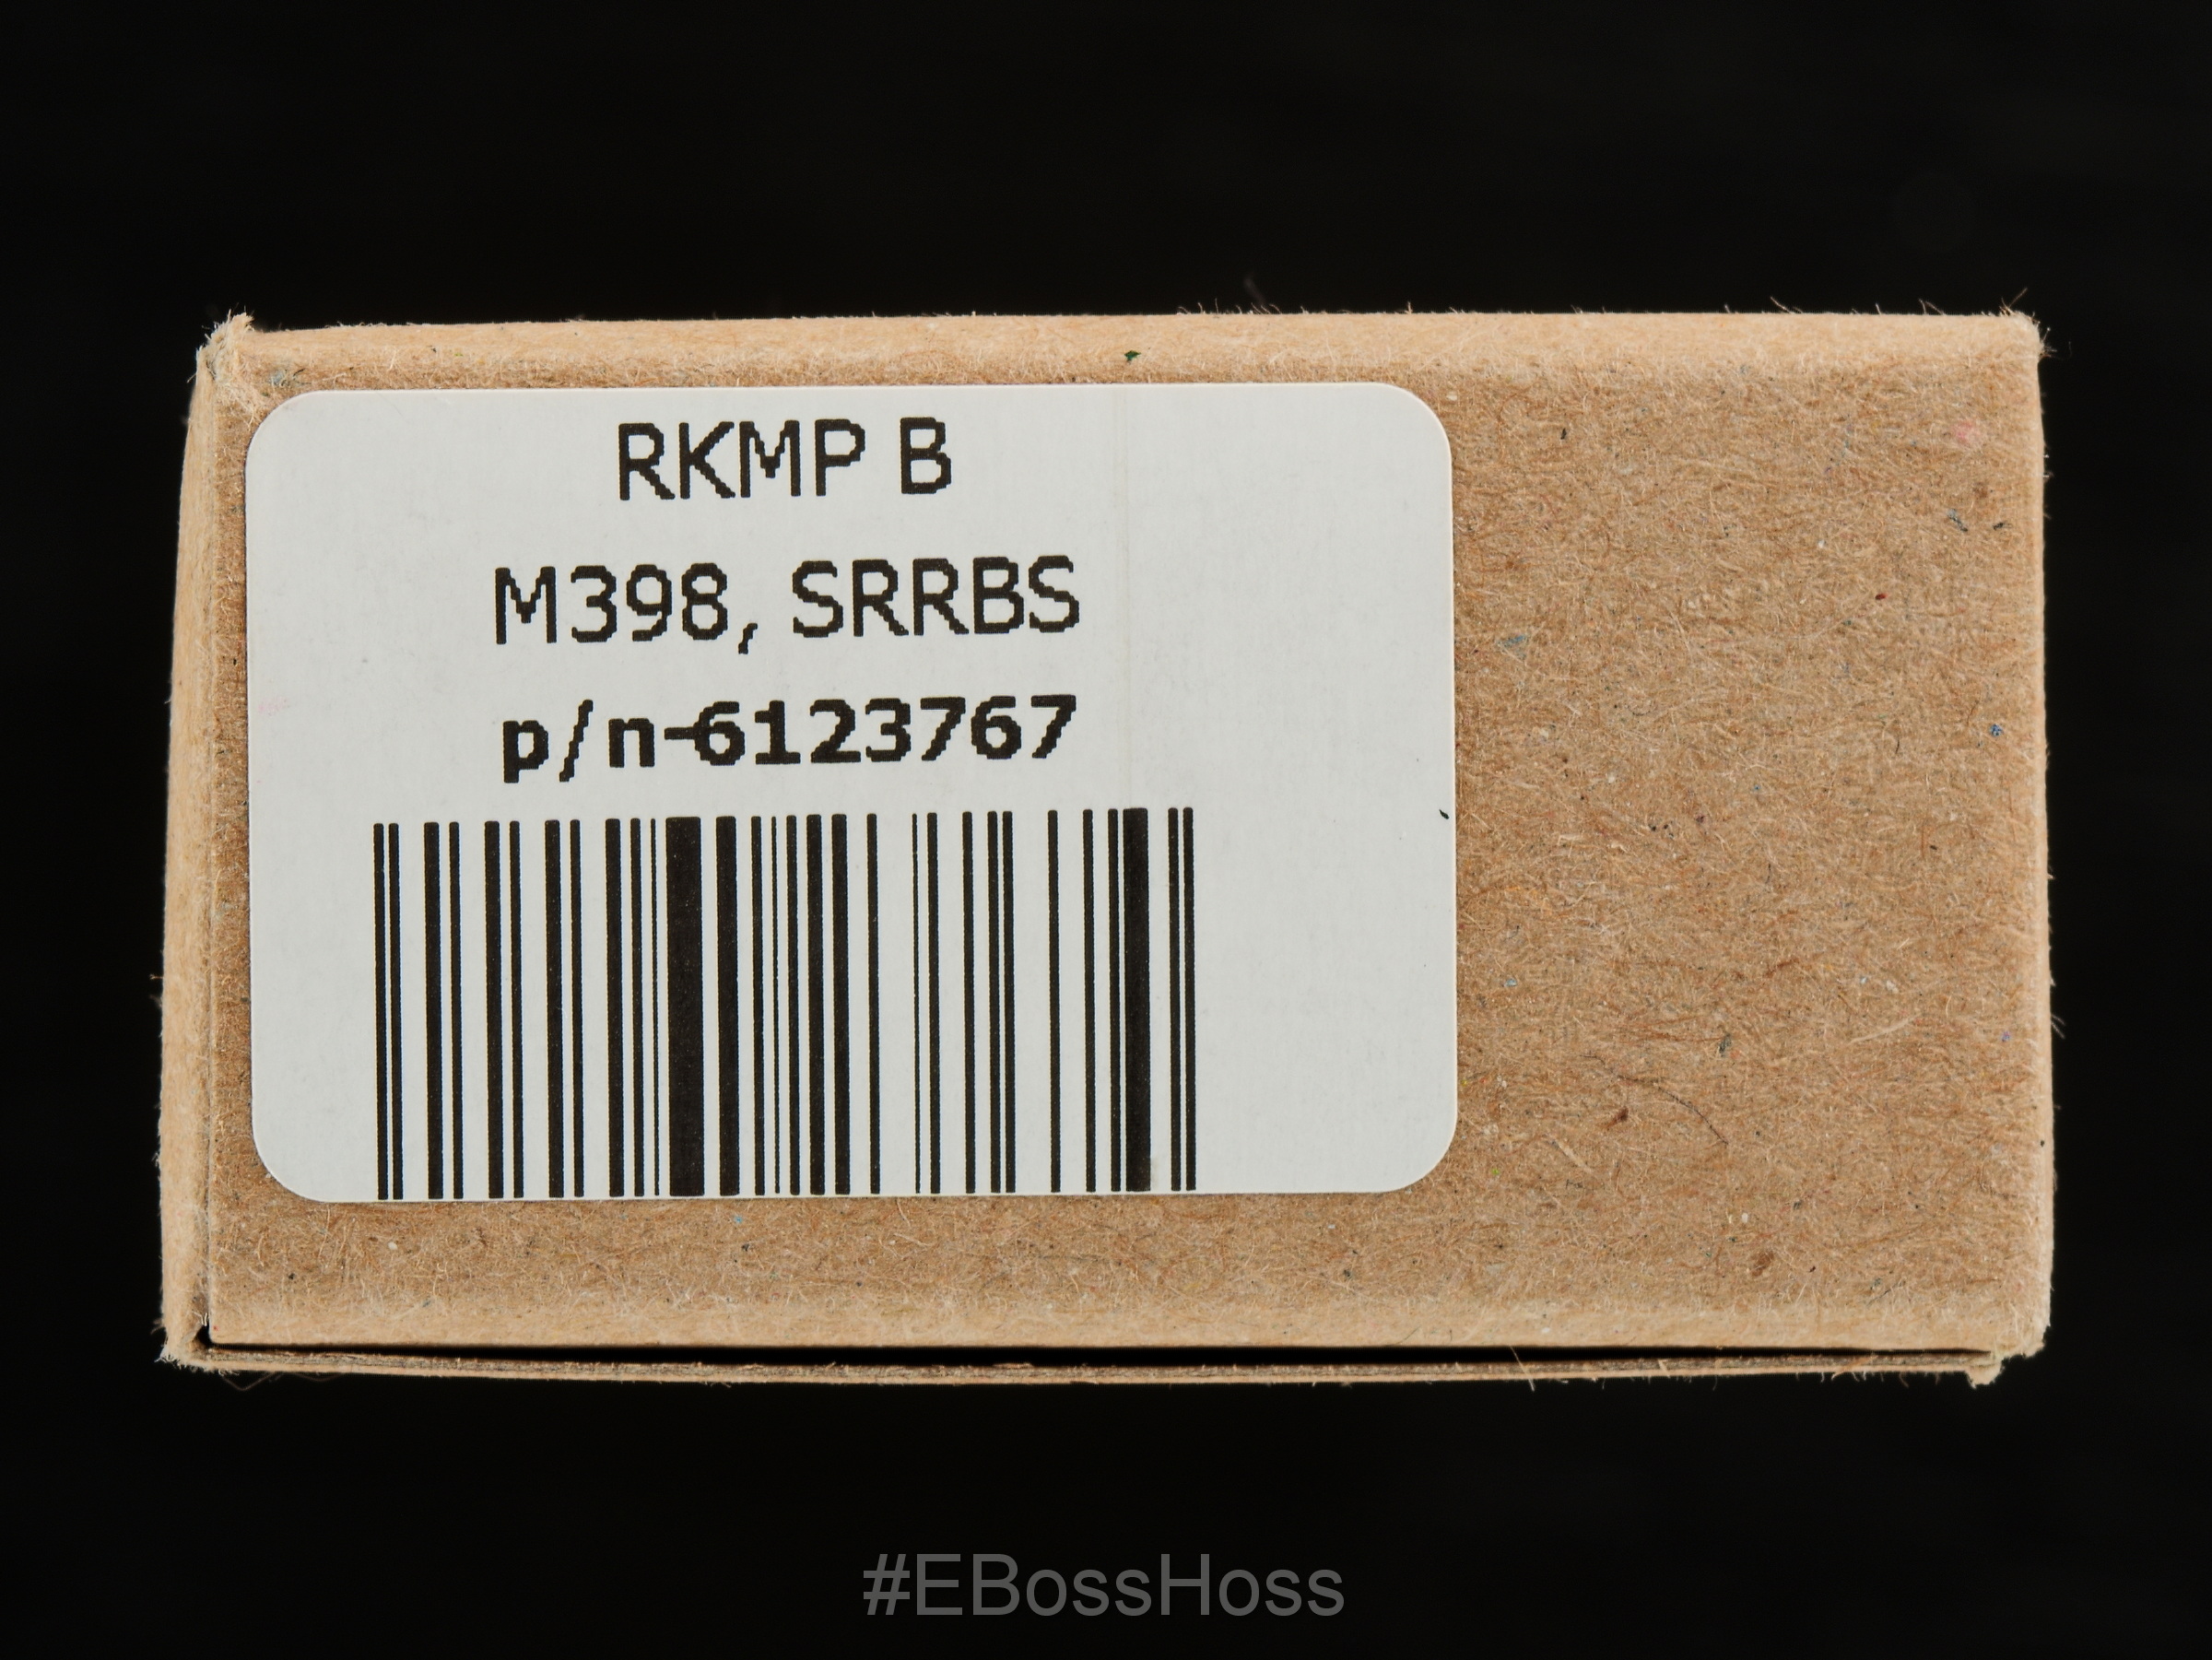 RKMP B
M398, SRRBS
p/n-6123767
#EBossHoss